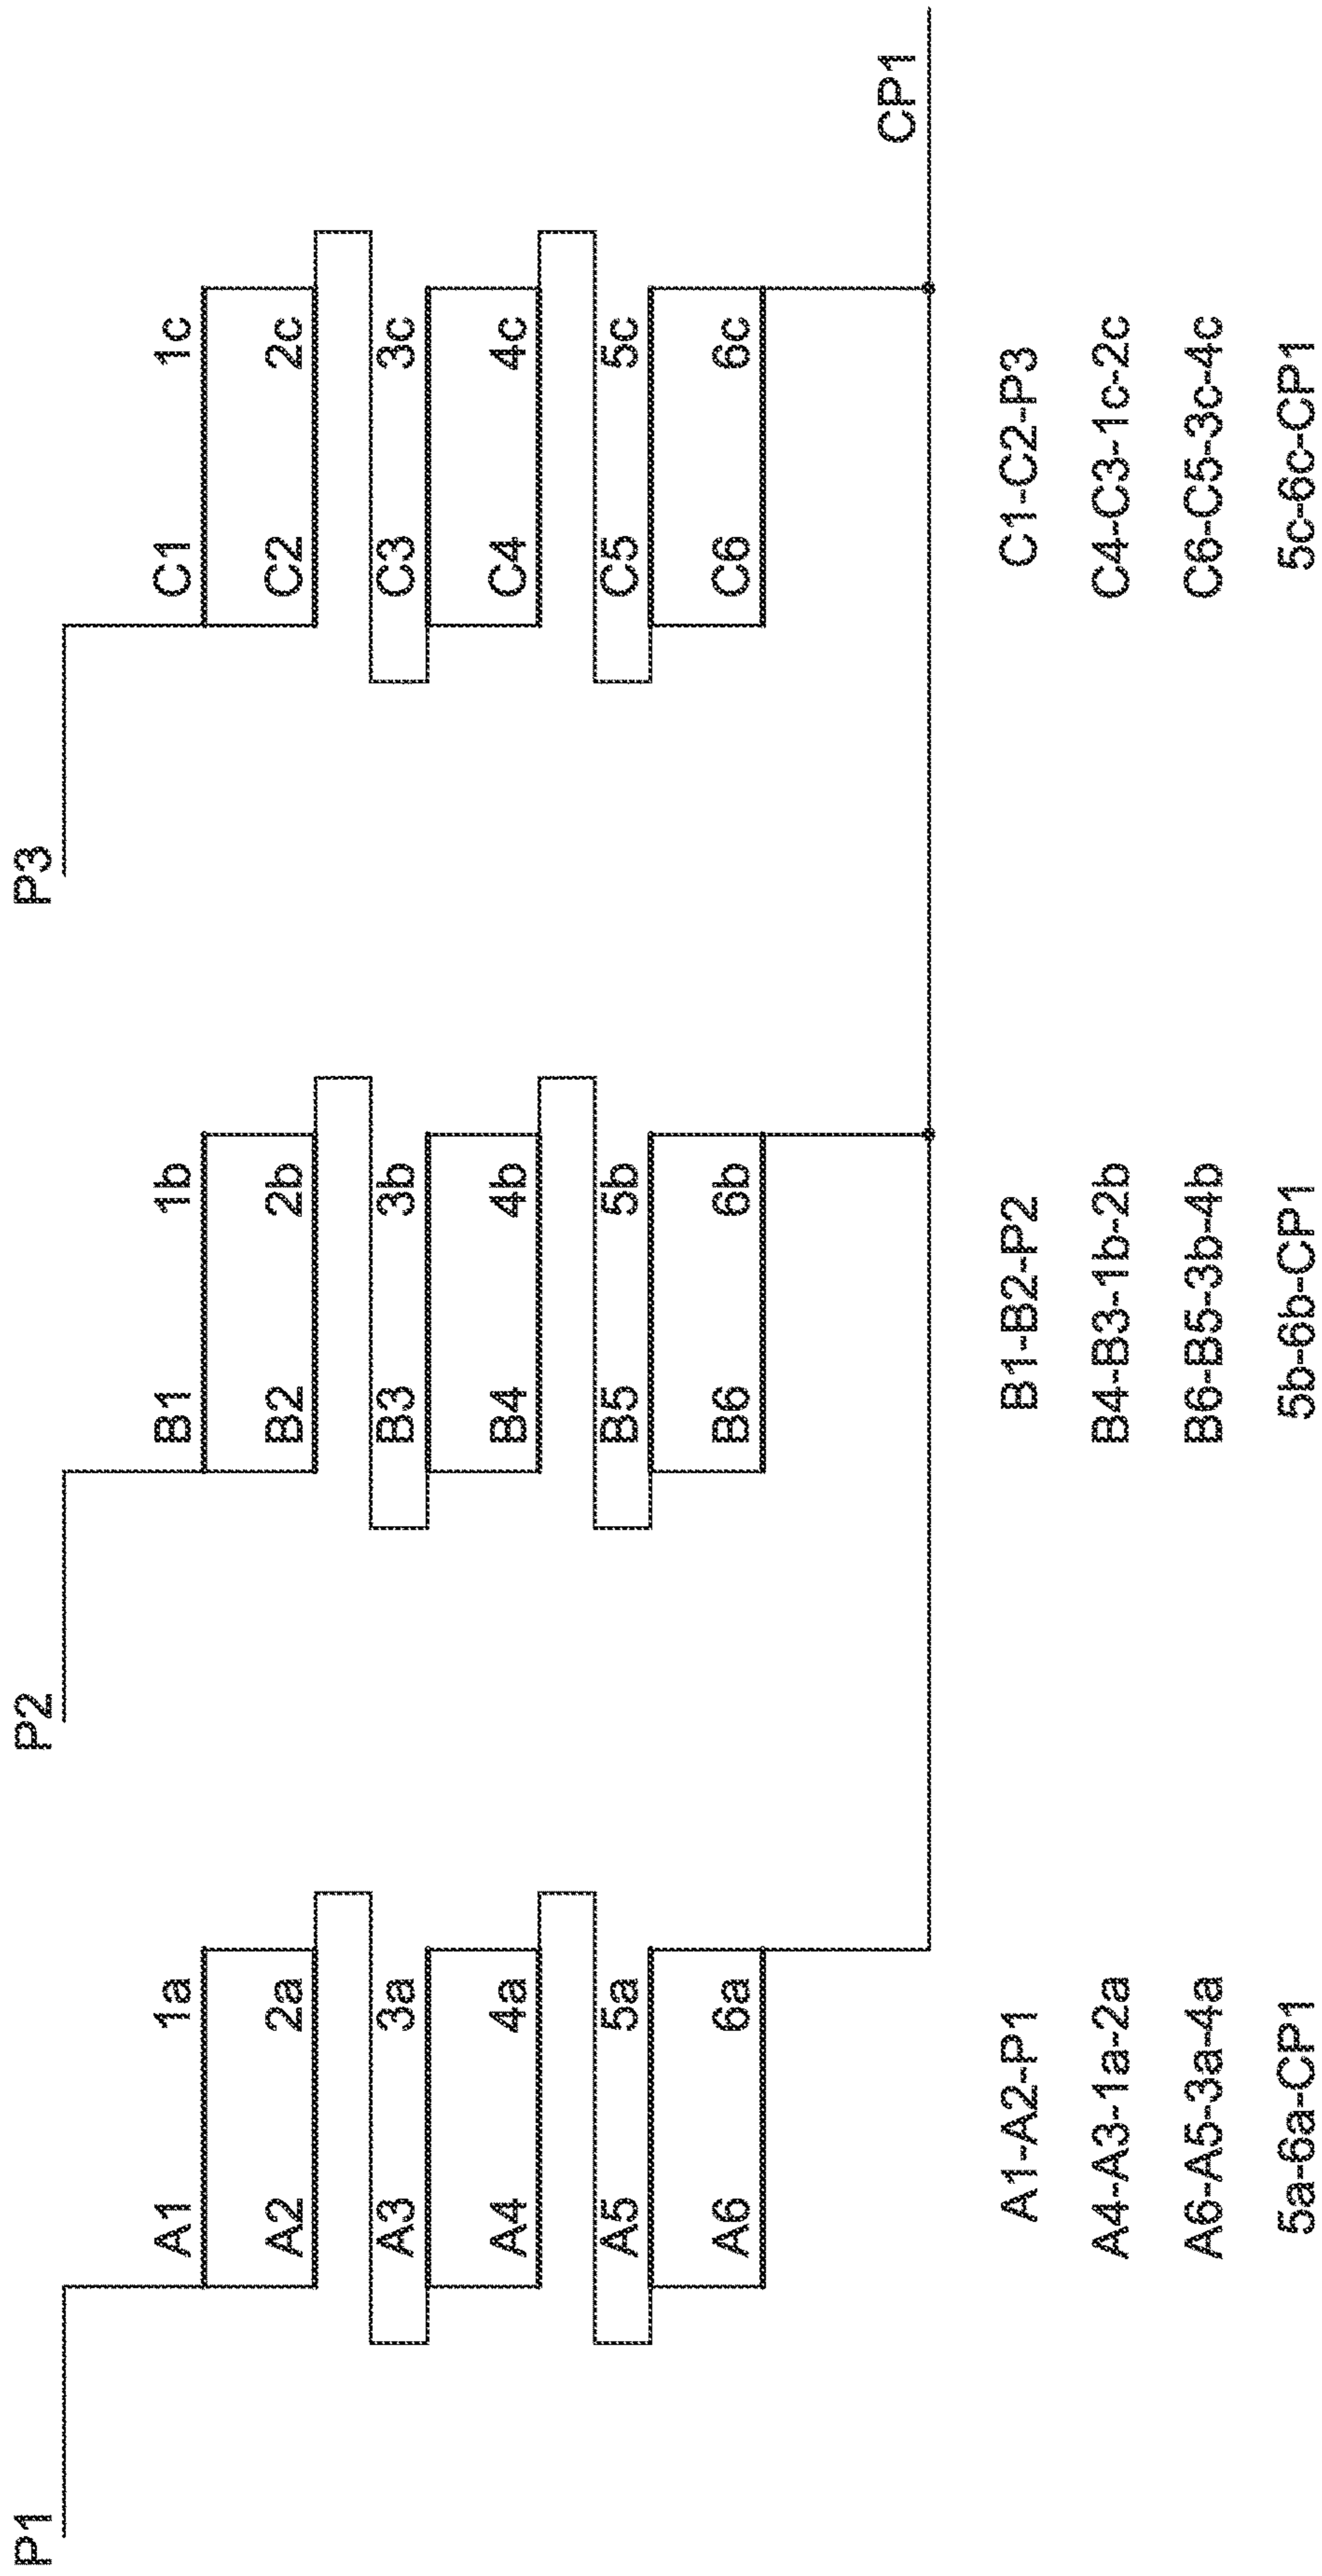 P1 P2 P3
A1 1a B1 1b C1 1c
A2 2a B2 2b C2 2c
A3 3a B3 3b C3 3c
A4 4a B4 4b C4 4c
A5 5a B5 5b C5 5c
A6 6a B6 6b C6 6c
CP1
A1-A2-P1 B1-B2-P2 C1-C2-P3
A4-A3-1a-2a B4-B3-1b-2b C4-C3-1c-2c
A6-A5-3a-4a B6-B5-3b-4b C6-C5-3c-4c
5a-6a-CP1 5b-6b-CP1 5c-6c-CP1